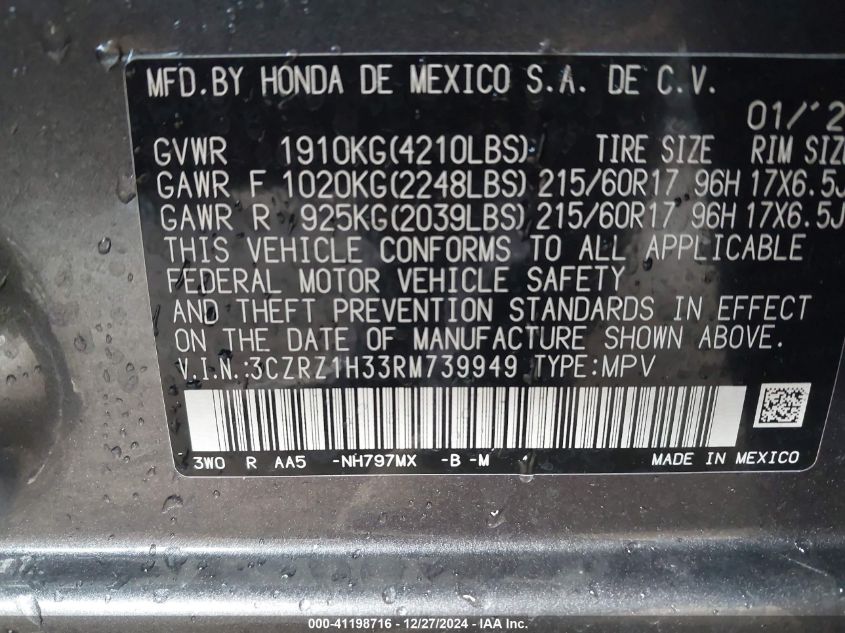 MFD.BY HONDA DE MEXICO S.A. DE C.V.
GVWR 1910KG(4210LBS) TIRE SIZE RIM SIZE
GAWR F 1020KG(2248LBS) 215/60R17 96H 17X6.5J
GAWR R 925KG(2039LBS) 215/60R17 96H 17X6.5J
THIS VEHICLE CONFORMS TO ALL APPLICABLE
FEDERAL MOTOR VEHICLE SAFETY
AND THEFT PREVENTION STANDARDS IN EFFECT
ON THE DATE OF MANUFACTURE SHOWN ABOVE.
V.I.N.:3CZRZ1H33RM739949 TYPE:MPV
3W0 R AA5 -NH797MX -B -M
MADE IN MEXICO
000-41198716 - 12/27/2024 - IAA Inc.